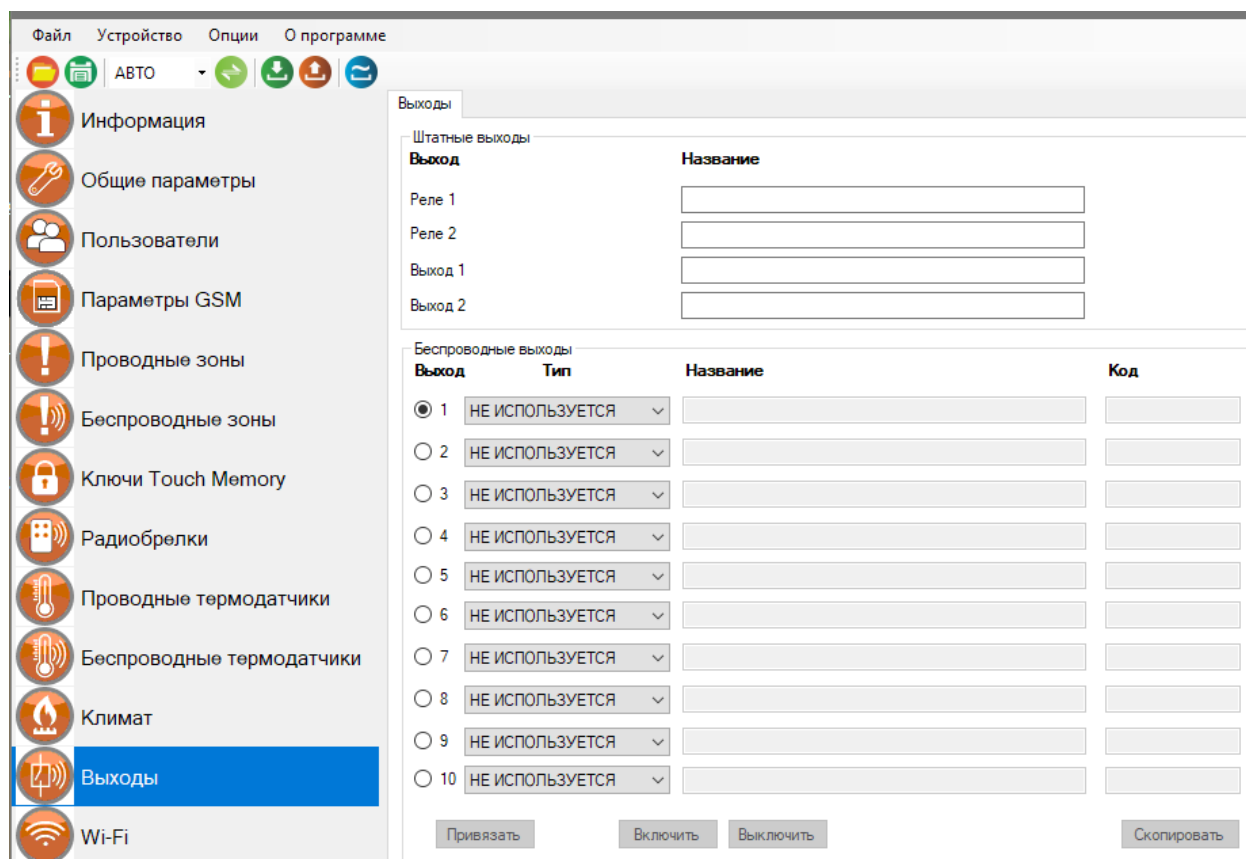 Файл Устройство Опции О программе
АВТО
Информация
Общие параметры
Пользователи
Параметры GSM
Проводные зоны
Беспроводные зоны
Ключи Touch Memory
Радиобрелки
Проводные термодатчики
Беспроводные термодатчики
Климат
Выходы
Wi-Fi
Выходы
Штатные выходы
Выход Название
Реле 1
Реле 2
Выход 1
Выход 2
Беспроводные выходы
Выход Тип Название Код
1 НЕ ИСПОЛЬЗУЕТСЯ
2 НЕ ИСПОЛЬЗУЕТСЯ
3 НЕ ИСПОЛЬЗУЕТСЯ
4 НЕ ИСПОЛЬЗУЕТСЯ
5 НЕ ИСПОЛЬЗУЕТСЯ
6 НЕ ИСПОЛЬЗУЕТСЯ
7 НЕ ИСПОЛЬЗУЕТСЯ
8 НЕ ИСПОЛЬЗУЕТСЯ
9 НЕ ИСПОЛЬЗУЕТСЯ
10 НЕ ИСПОЛЬЗУЕТСЯ
Привязать Включить Выключить Скопировать